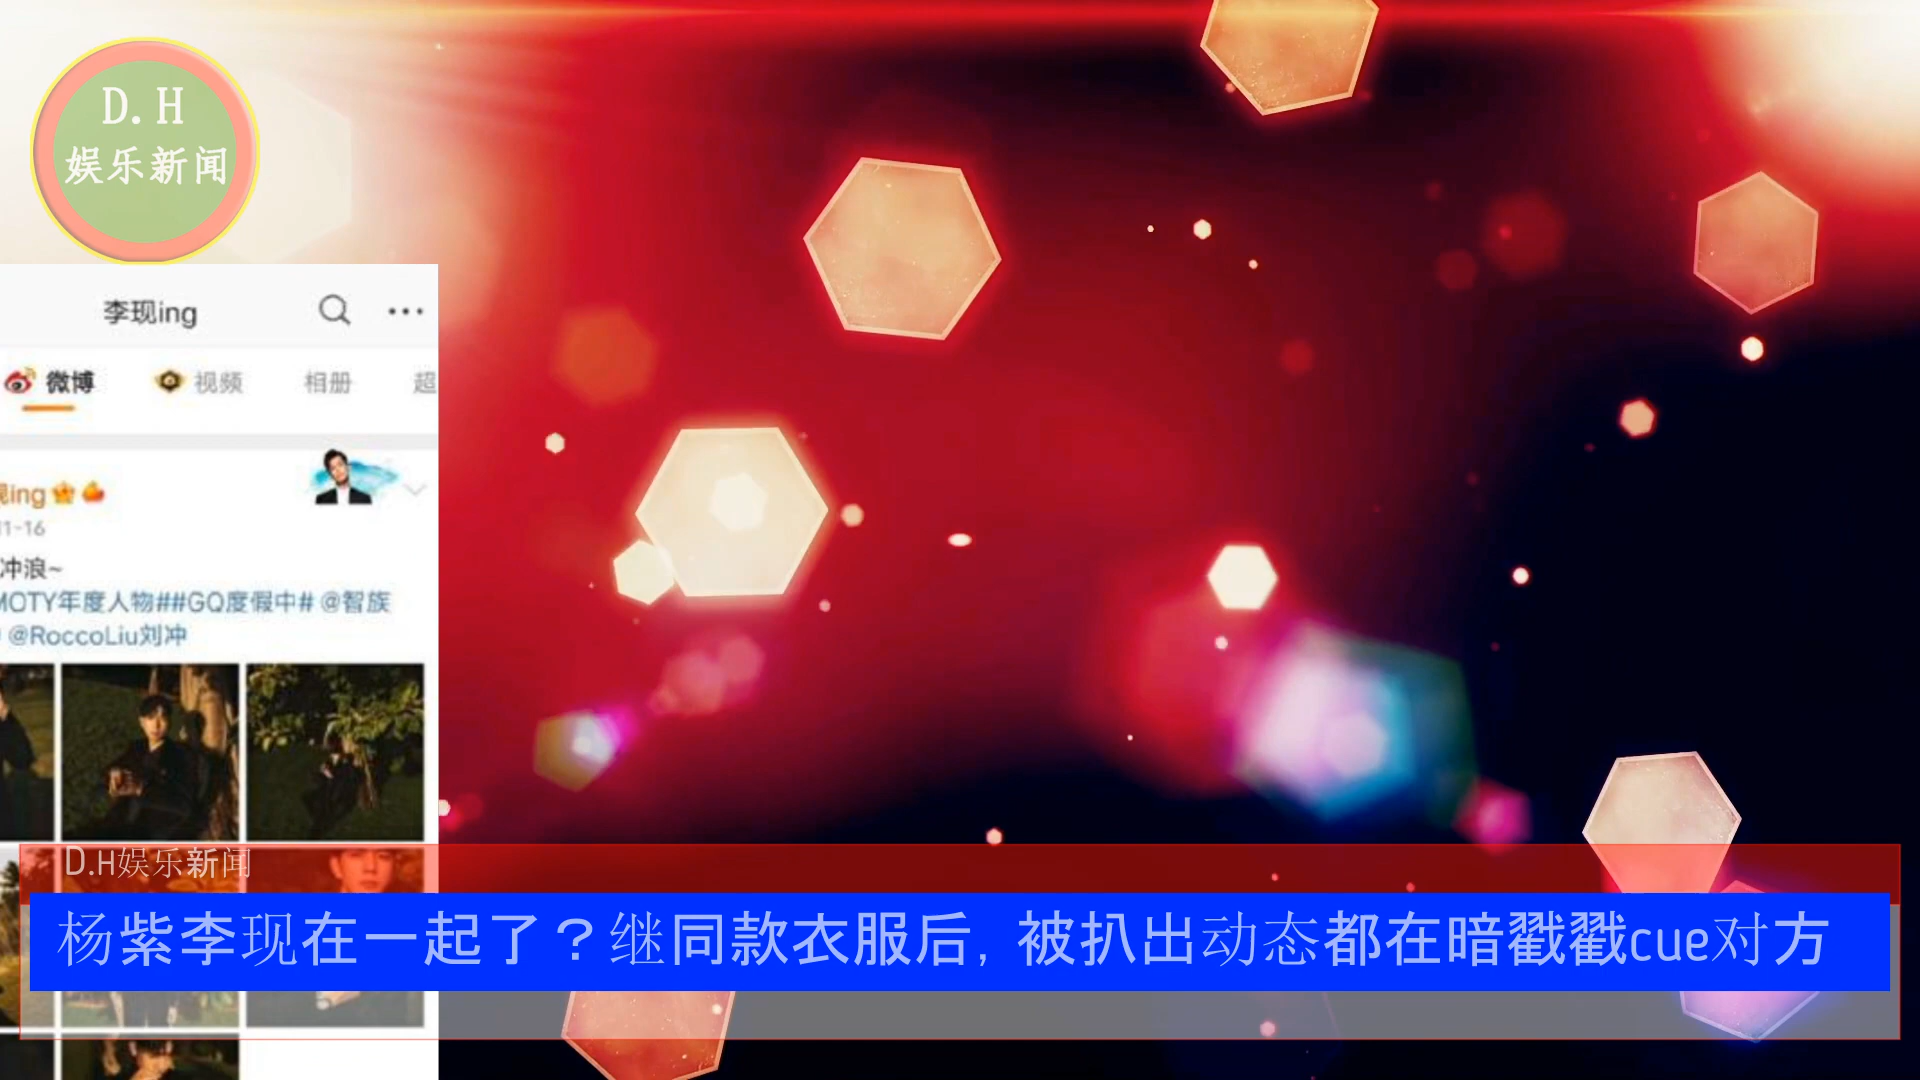 D.H
娱乐新闻
李现ing
微博 视频 相册 超
ing
11-16
冲浪~
MOTY年度人物##GQ度假中# @智族
@RoccoLiu刘冲
D.H娱乐新闻
杨紫李现在一起了？继同款衣服后，被扒出动态都在暗戳戳cue对方